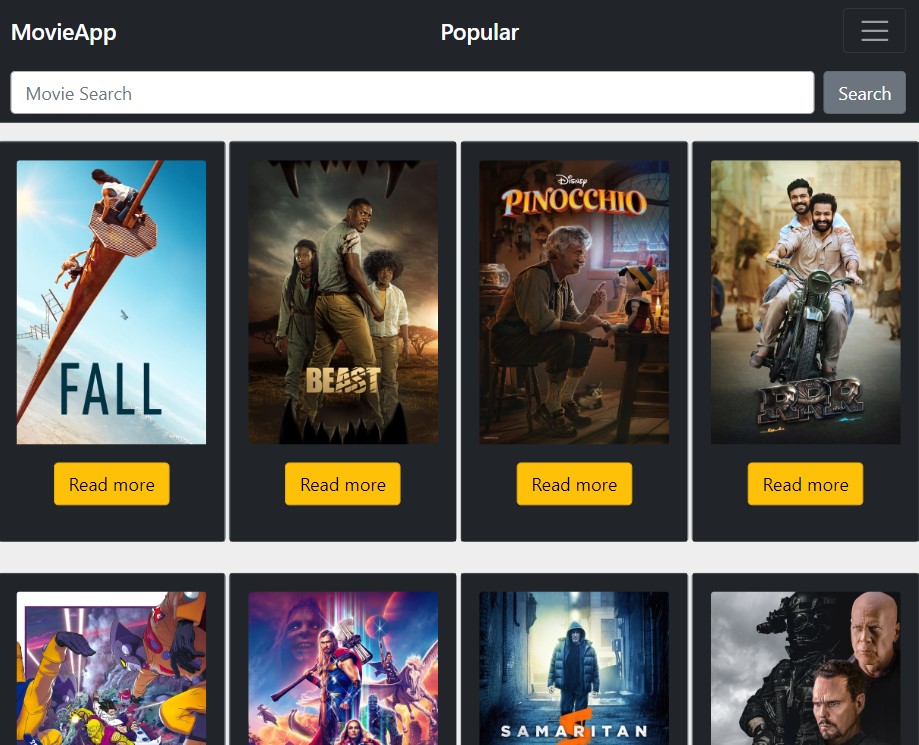 MovieApp
Popular
Movie Search
Search
FALL
BEAST
Disney
PINOCCHIO
RRR
Read more
Read more
Read more
Read more
SAMARITAN